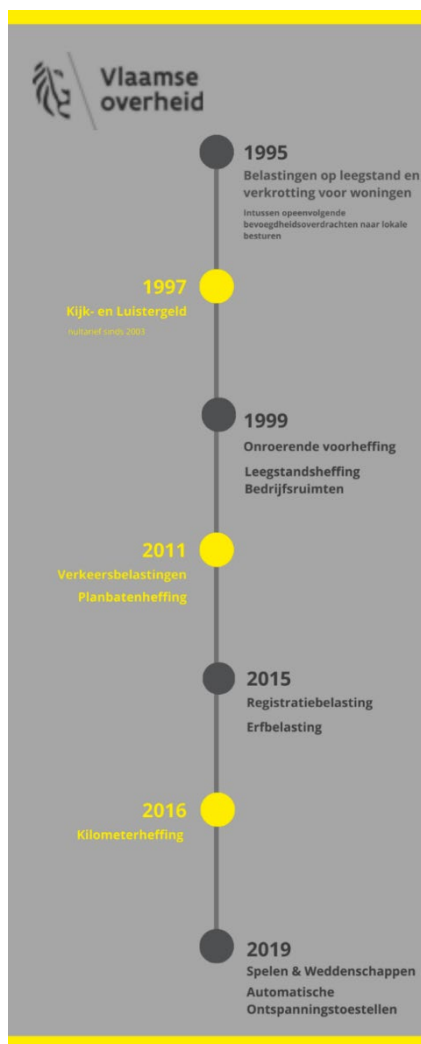 Vlaamse
overheid
1995
Belastingen op leegstand en
verkrotting voor woningen
Intussen opeenvolgende
bevoegdheidsoverdrachten naar lokale
besturen
1997
Kijk- en Luistergeld
nultarief sinds 2003
1999
Onroerende voorheffing
Leegstandsheffing
Bedrijfsruimten
2011
Verkeersbelastingen
Planbatenheffing
2015
Registratiebelasting
Erfbelasting
2016
Kilometerheffing
2019
Spelen & Weddenschappen
Automatische
Ontspanningstoestellen